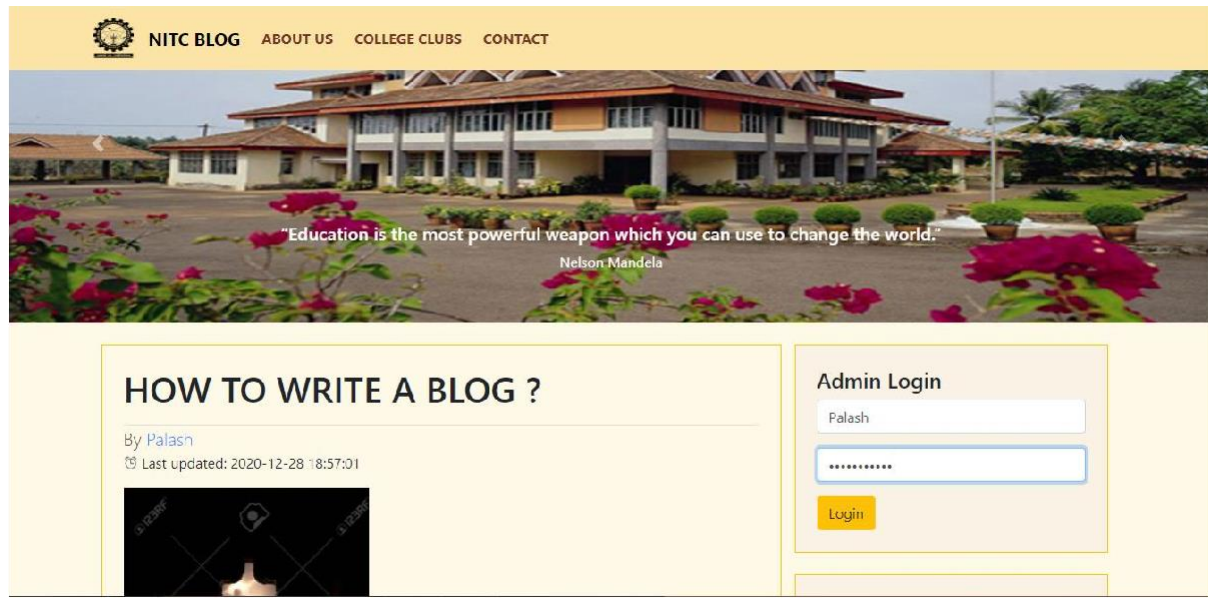 NITC BLOG ABOUT US COLLEGE CLUBS CONTACT
"Education is the most powerful weapon which you can use to change the world."
Nelson Mandela
HOW TO WRITE A BLOG ?
By Palash
Last updated: 2020-12-28 18:57:01
123RF
123RF
Admin Login
Palash
•••••••••••
Login